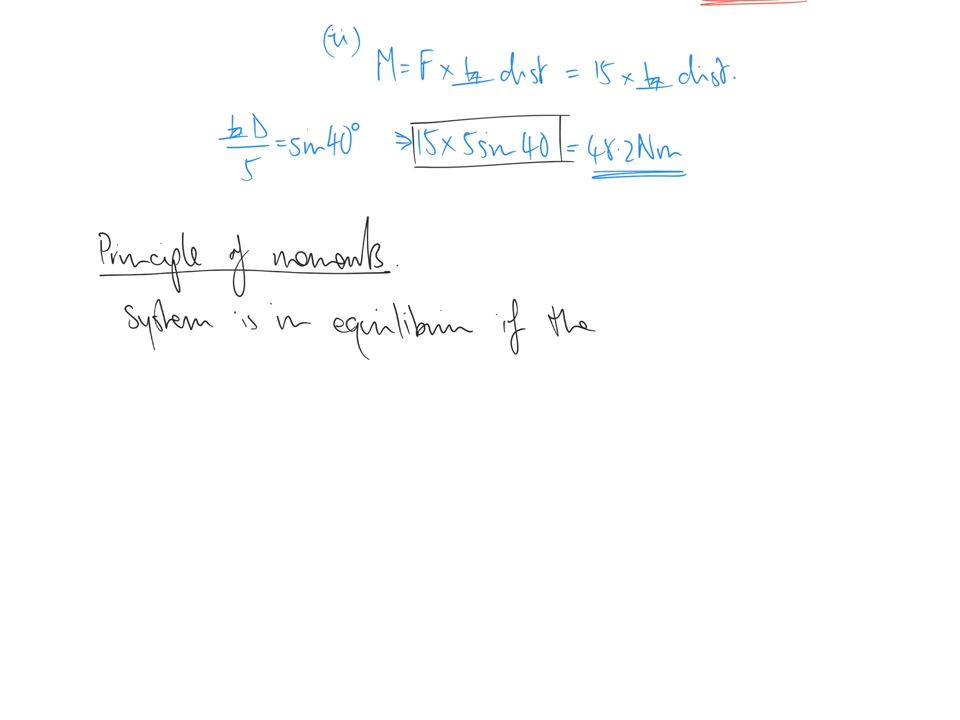 (ii) M = F × ⊥ dist = 15 × ⊥ dist.
⊥D/5 = sin 40° ⇒ 15 × 5 sin 40 = 48.2 Nm
Principle of moments.
System is in equilibrium if the